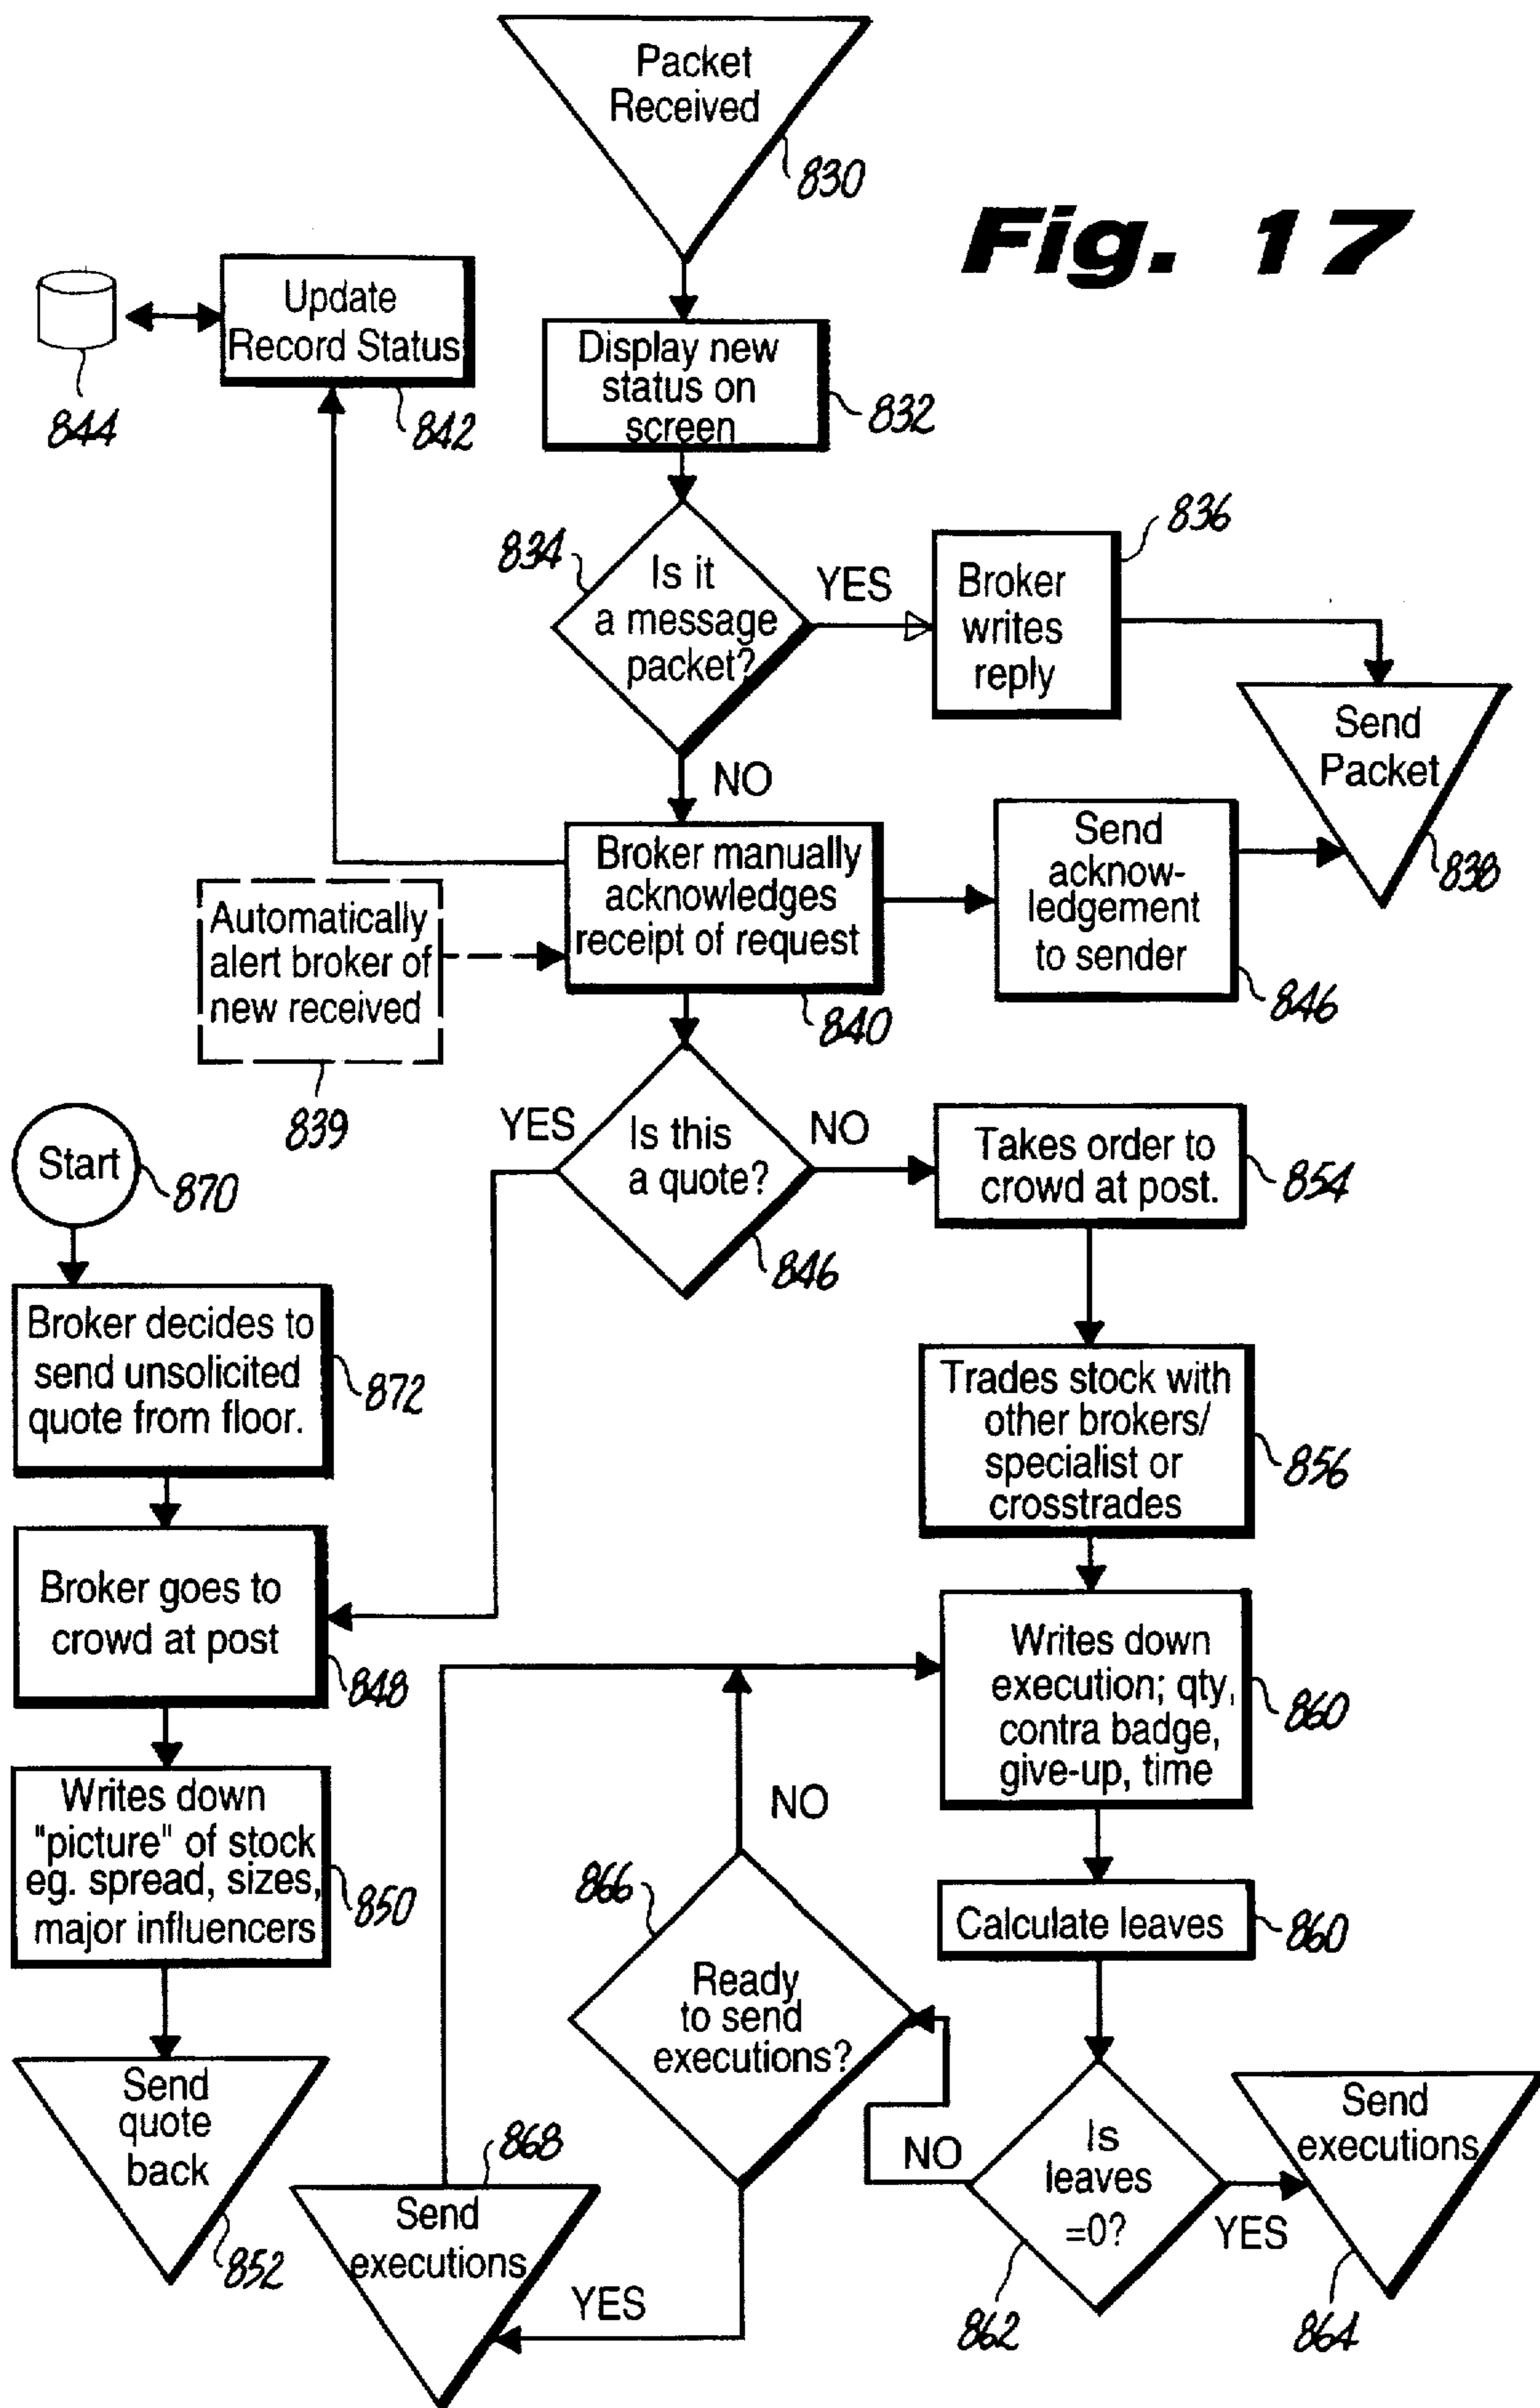 Packet
Received
830
Fig. 17
Update
Record Status
842
844
Display new
status on
screen
832
Is it
a message
packet?
834
YES
NO
Broker
writes
reply
836
Send
Packet
838
Broker manually
acknowledges
receipt of request
840
Send
acknow-
ledgement
to sender
846
Automatically
alert broker of
new received
839
Is this
a quote?
846
YES
NO
Start
870
Takes order to
crowd at post.
854
Broker decides to
send unsolicited
quote from floor.
872
Trades stock with
other brokers/
specialist or
crosstrades
856
Broker goes to
crowd at post
848
Writes down
execution; qty,
contra badge,
give-up, time
860
Writes down
"picture" of stock
eg. spread, sizes,
major influencers
850
NO
866
Ready
to send
executions?
Calculate leaves
860
Send
quote
back
852
868
Send
executions
YES
NO
Is
leaves
=0?
862
YES
Send
executions
864